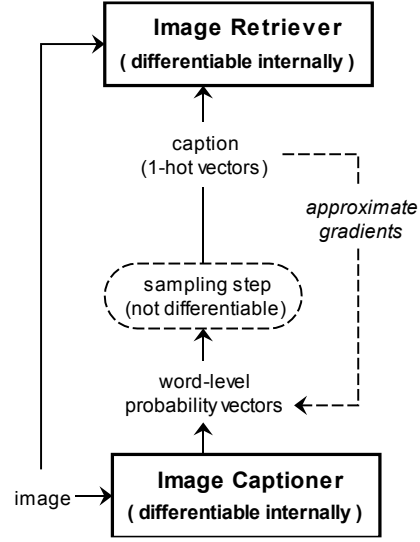 Image Retriever
( differentiable internally )
caption
(1-hot vectors)
approximate
gradients
sampling step
(not differentiable)
word-level
probability vectors
Image Captioner
( differentiable internally )
image